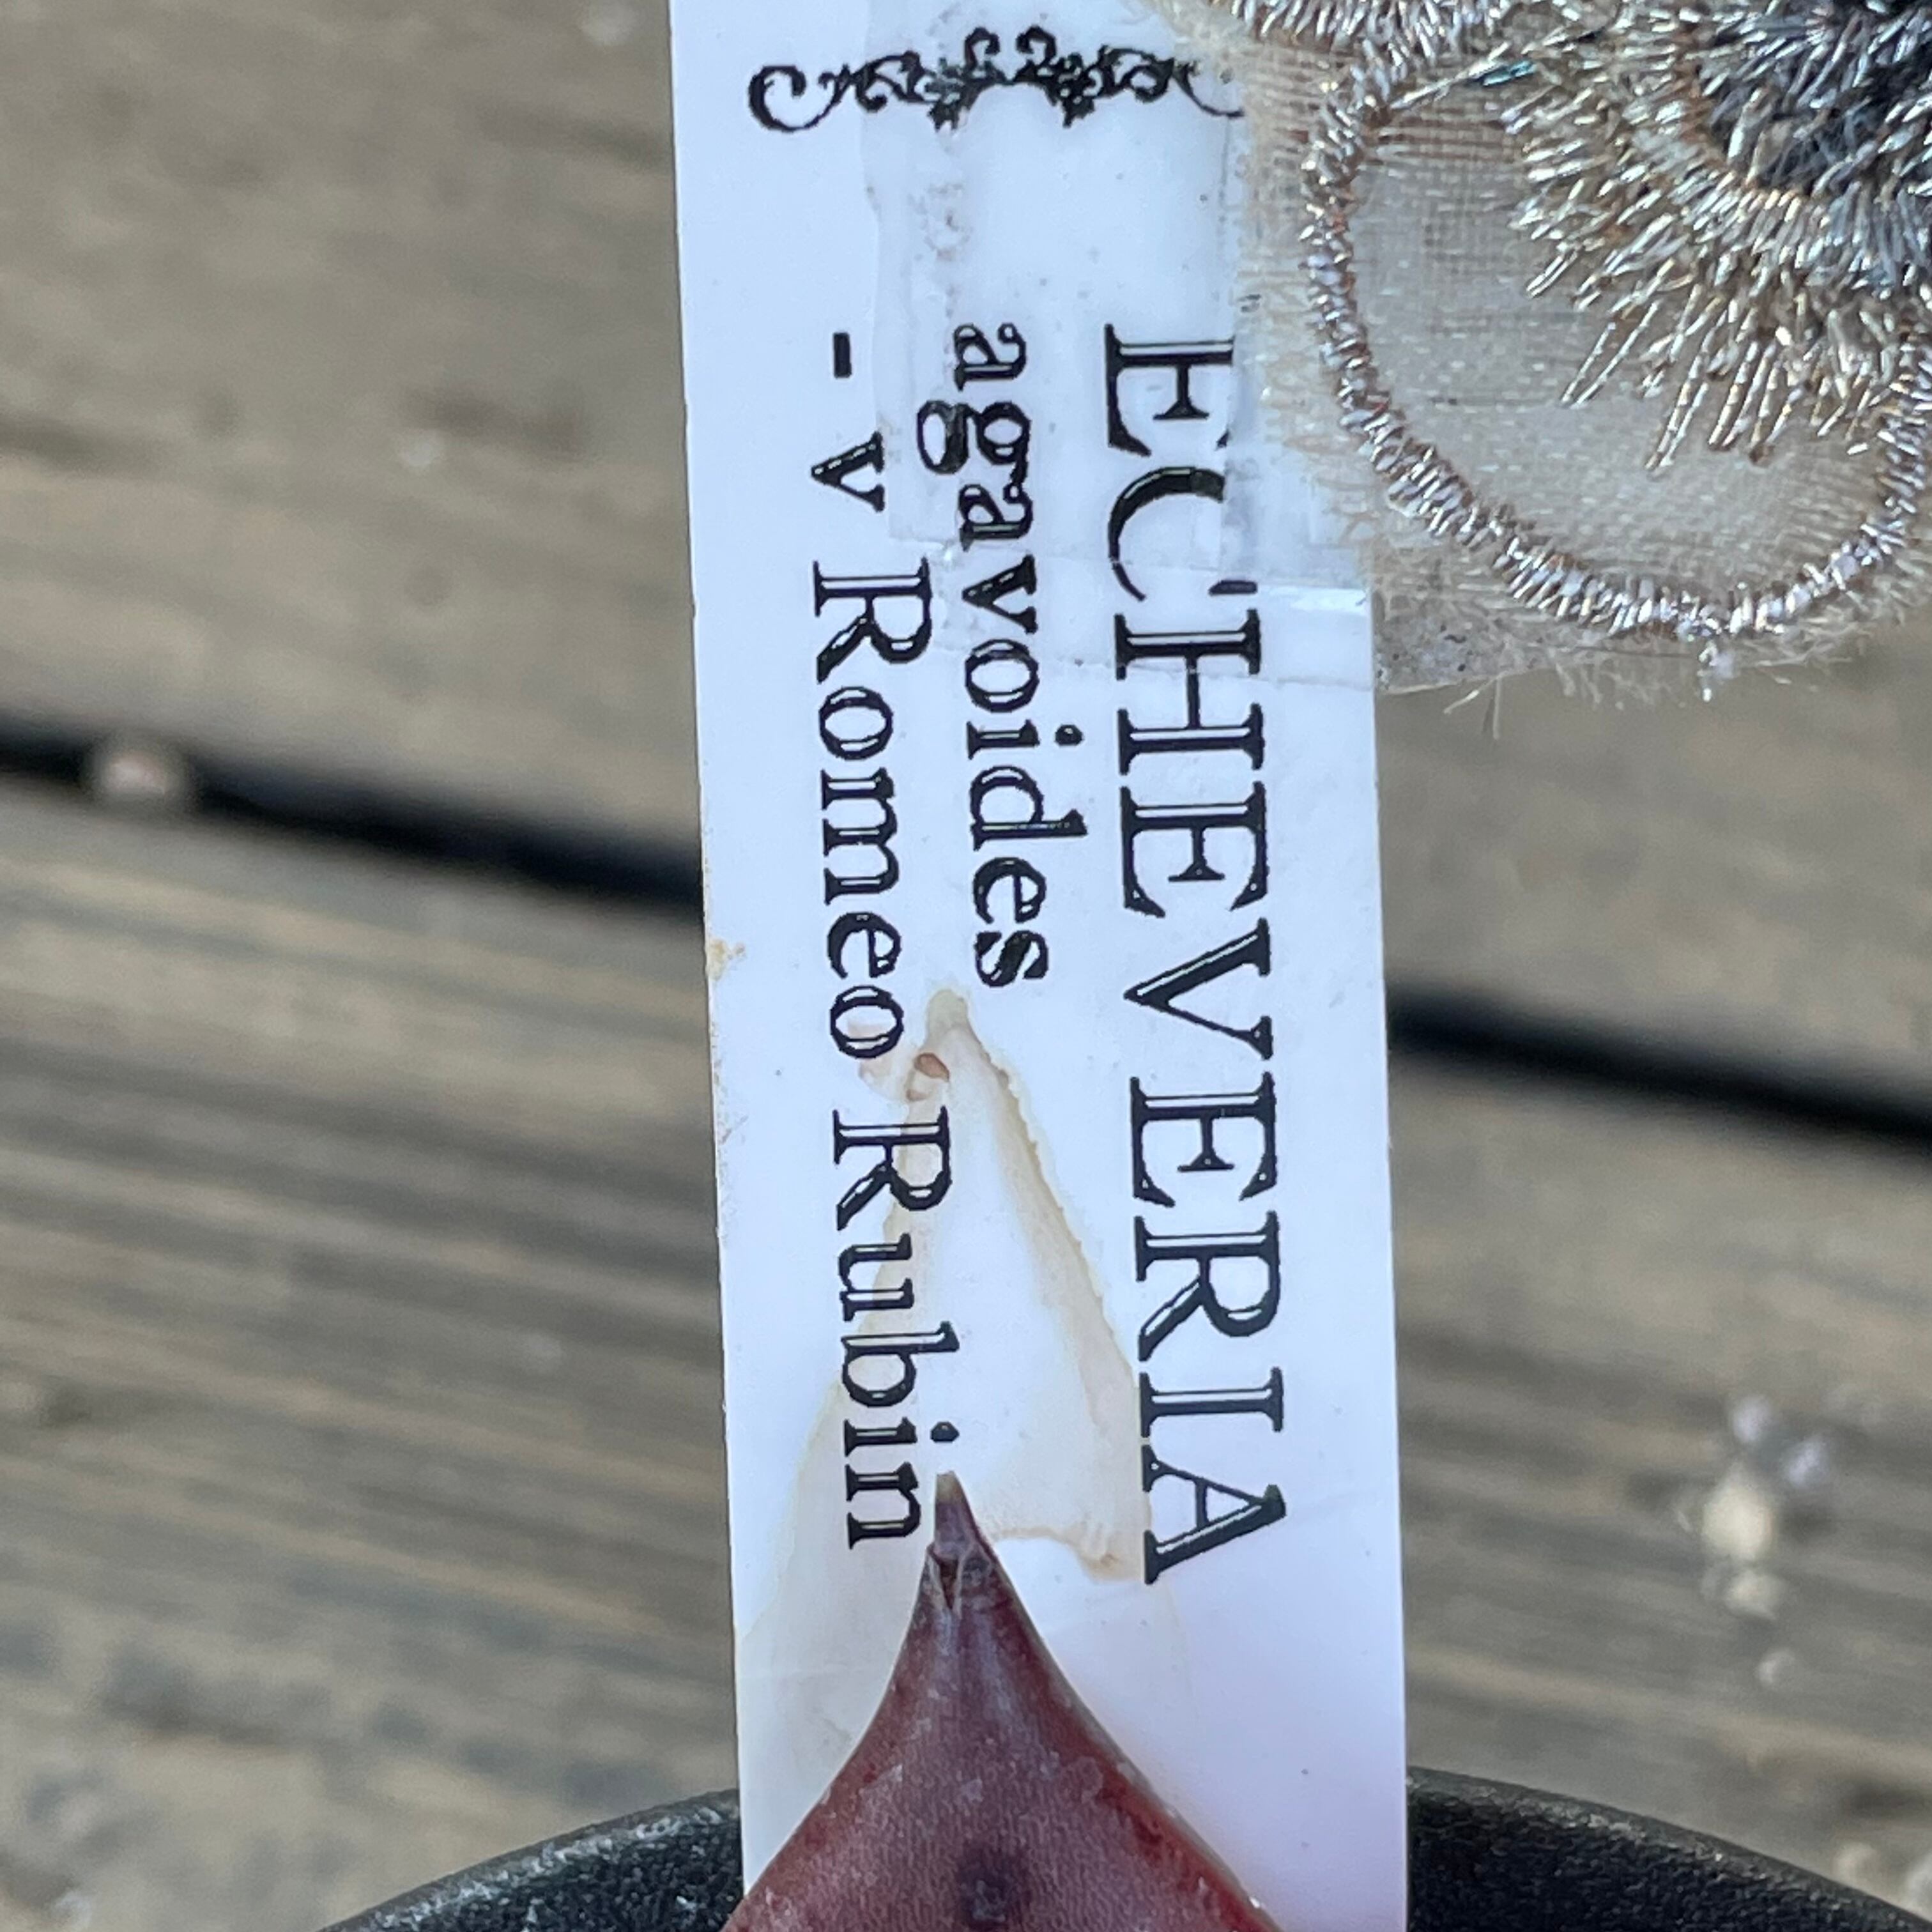 ECHEVERIA
agavoides
- v Romeo Rubin